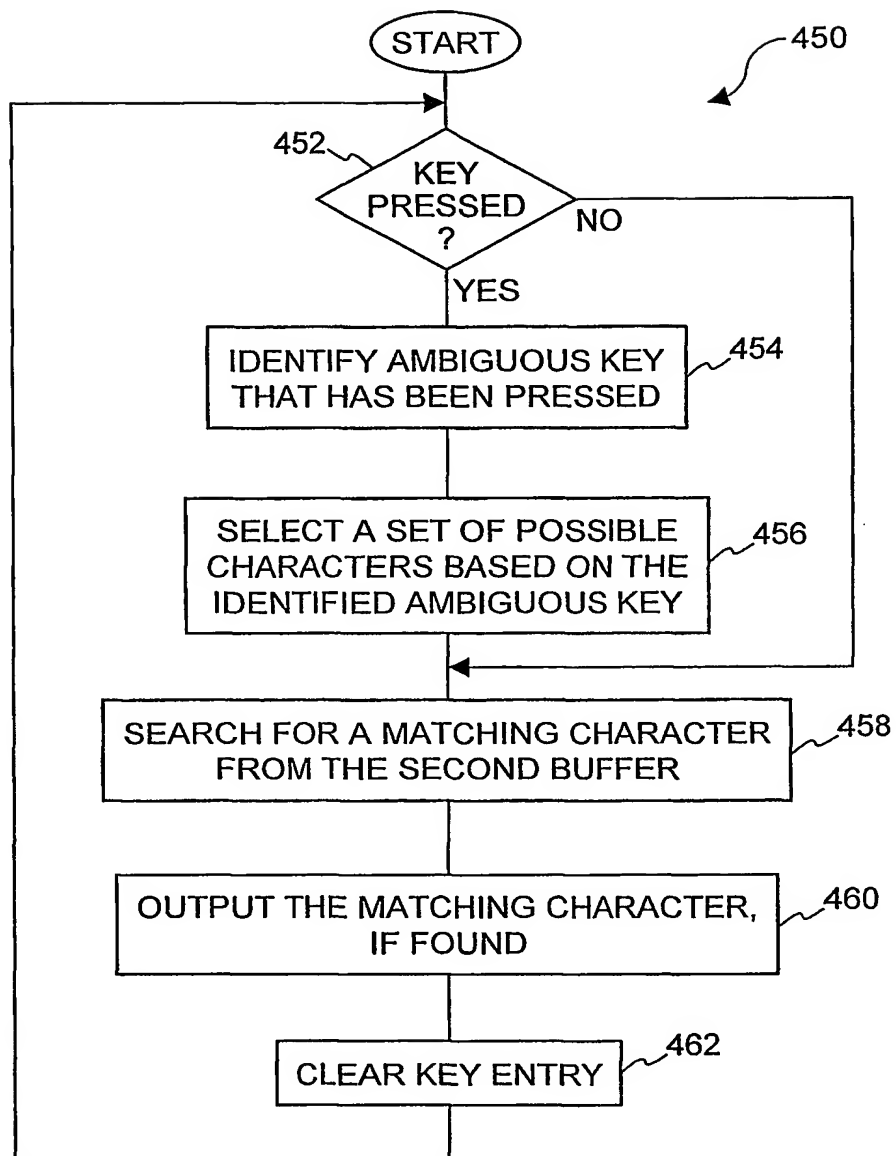 START
450
452
KEY
PRESSED
?
NO
YES
IDENTIFY AMBIGUOUS KEY
THAT HAS BEEN PRESSED
454
SELECT A SET OF POSSIBLE
CHARACTERS BASED ON THE
IDENTIFIED AMBIGUOUS KEY
456
SEARCH FOR A MATCHING CHARACTER
FROM THE SECOND BUFFER
458
OUTPUT THE MATCHING CHARACTER,
IF FOUND
460
CLEAR KEY ENTRY
462